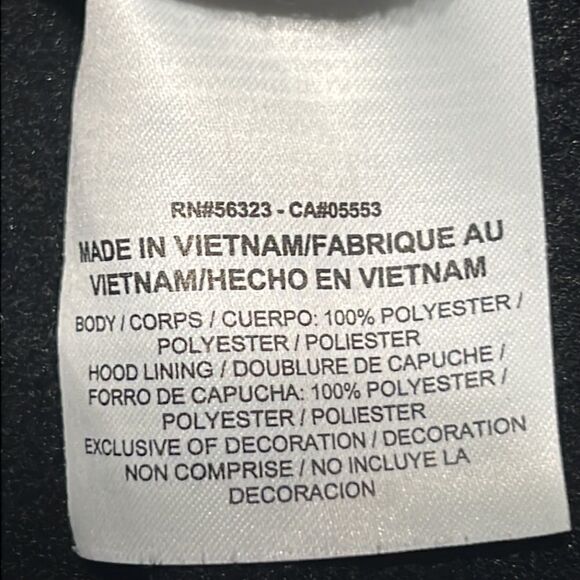 RN#56323 - CA#05553
MADE IN VIETNAM/FABRIQUE AU
VIETNAM/HECHO EN VIETNAM
BODY / CORPS / CUERPO: 100% POLYESTER /
POLYESTER / POLIESTER
HOOD LINING / DOUBLURE DE CAPUCHE /
FORRO DE CAPUCHA: 100% POLYESTER /
POLYESTER / POLIESTER
EXCLUSIVE OF DECORATION / DECORATION
NON COMPRISE / NO INCLUYE LA
DECORACION